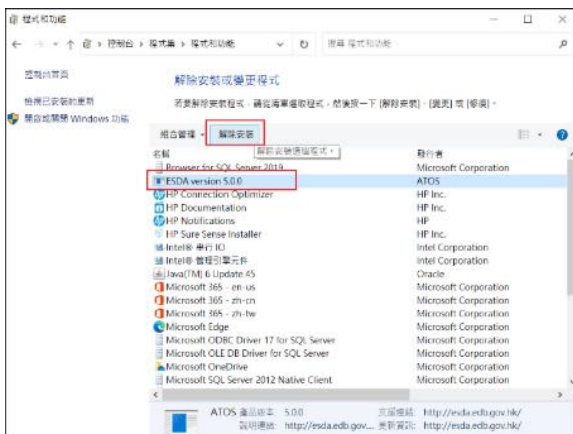 程式和功能
控制台 › 程式集 › 程式和功能
搜尋 程式和功能
控制台首頁
解除安裝或變更程式
檢視已安裝的更新
若要解除安裝程式，請從清單選取程式，然後按一下 [解除安裝]、[變更] 或 [修復]。
開啟或關閉 Windows 功能
組合管理 解除安裝
解除安裝選擇程式。
名稱 發行者
Browser for SQL Server 2019 Microsoft Corporation
ESDA version 5.0.0 ATOS
HP Connection Optimizer HP Inc.
HP Documentation HP Inc.
HP Notifications HP
HP Sure Sense Installer HP Inc.
Intel® 串行 IO Intel Corporation
Intel® 管理引擎元件 Intel Corporation
Java(TM) 6 Update 45 Oracle
Microsoft 365 - en-us Microsoft Corporation
Microsoft 365 - zh-cn Microsoft Corporation
Microsoft 365 - zh-tw Microsoft Corporation
Microsoft Edge Microsoft Corporation
Microsoft ODBC Driver 17 for SQL Server Microsoft Corporation
Microsoft OLE DB Driver for SQL Server Microsoft Corporation
Microsoft OneDrive Microsoft Corporation
Microsoft SQL Server 2012 Native Client Microsoft Corporation
ATOS 產品版本: 5.0.0 支援連結: http://esda.edb.gov.hk/
說明連結: http://esda.edb.gov... 更新資訊: http://esda.edb.gov.hk/